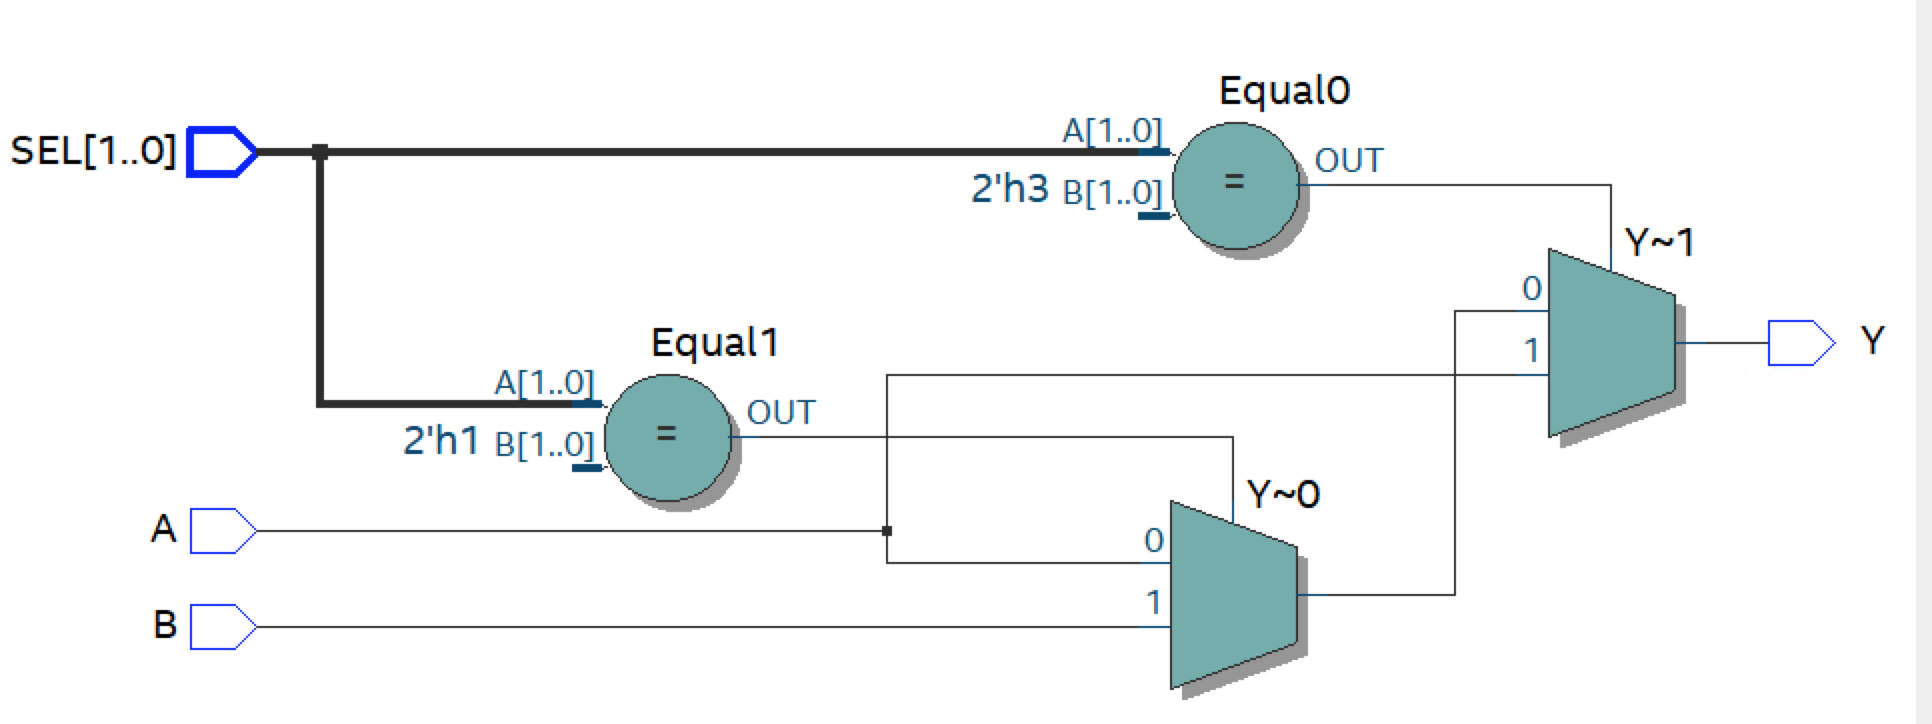 Equal0
SEL[1..0]
A[1..0]
OUT
2'h3 B[1..0]
=
Y~1
0
1
Y
Equal1
A[1..0]
OUT
2'h1 B[1..0]
=
Y~0
A
0
B
1